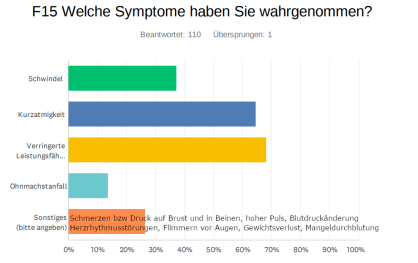 F15 Welche Symptome haben Sie wahrgenommen?
Beantwortet: 110 Übersprungen: 1
Schwindel
Kurzatmigkeit
Verringerte
Leistungsfäh...
Ohnmachstanfall
Sonstiges
(bitte angeben)
Schmerzen bzw Druck auf Brust und in Beinen, hoher Puls, Blutdruckänderung
Herzrhythmusstörungen, Flimmern vor Augen, Gewichtsverlust, Mangeldurchblutung
0% 10% 20% 30% 40% 50% 60% 70% 80% 90% 100%